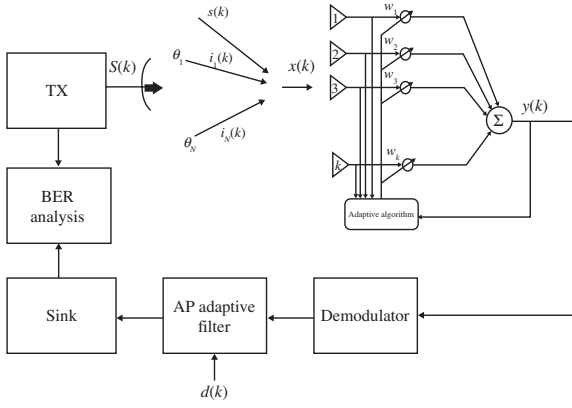 TX
S(k)
s(k)
θ1
i1(k)
θN
iN(k)
x(k)
1
2
3
k
w1
w2
w3
wk
Σ
y(k)
Adaptive algorithm
BER
analysis
Sink
AP adaptive
filter
Demodulator
d(k)